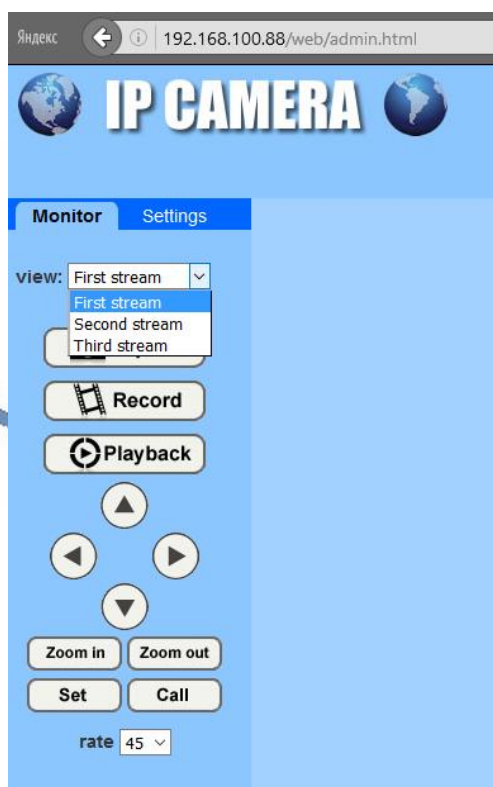 Яндекс 192.168.100.88/web/admin.html
IP CAMERA
Monitor Settings
view: First stream
First stream
Second stream
Third stream
Record
Playback
Zoom in Zoom out
Set Call
rate 45